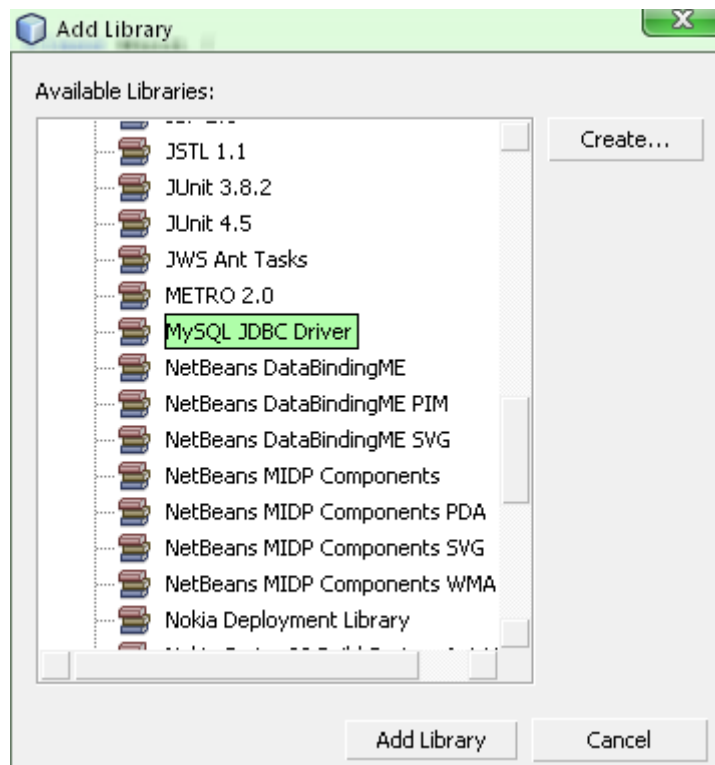 Add Library
Available Libraries:
Create...
JSTL 1.1
JUnit 3.8.2
JUnit 4.5
JWS Ant Tasks
METRO 2.0
MySQL JDBC Driver
NetBeans DataBindingME
NetBeans DataBindingME PIM
NetBeans DataBindingME SVG
NetBeans MIDP Components
NetBeans MIDP Components PDA
NetBeans MIDP Components SVG
NetBeans MIDP Components WMA
Nokia Deployment Library
Add Library
Cancel